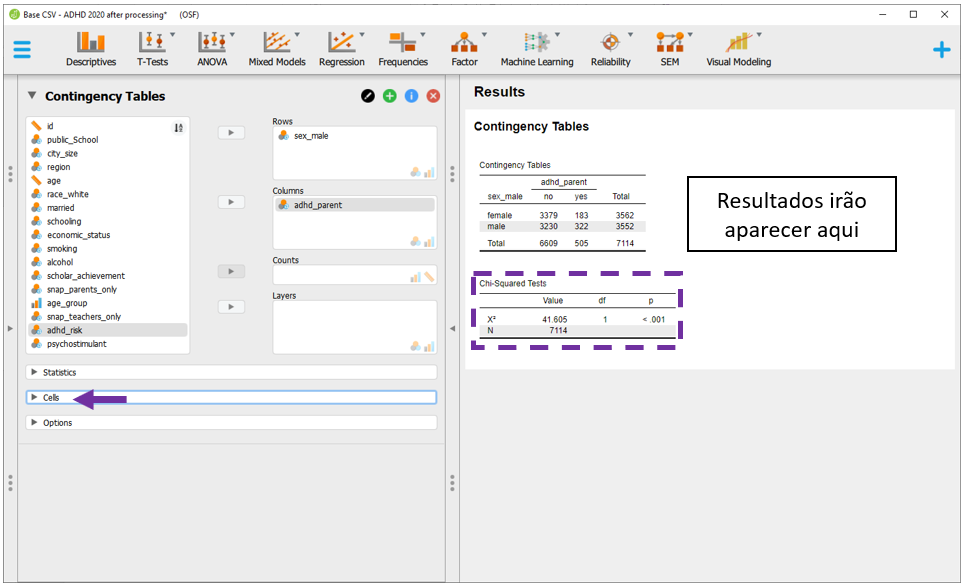 Base CSV - ADHD 2020 after processing* (OSF)
Descriptives T-Tests ANOVA Mixed Models Regression Frequencies Factor Machine Learning Reliability SEM Visual Modeling
Contingency Tables
id
public_School
city_size
region
age
race_white
married
schooling
economic_status
smoking
alcohol
scholar_achievement
snap_parents_only
age_group
snap_teachers_only
adhd_risk
psychostimulant
Rows
sex_male
Columns
adhd_parent
Counts
Layers
Statistics
Cells
Options
Results
Contingency Tables
Contingency Tables
adhd_parent
sex_male no yes Total
female 3379 183 3562
male 3230 322 3552
Total 6609 505 7114
Chi-Squared Tests
Value df p
X² 41.605 1 < .001
N 7114
Resultados irão
aparecer aqui